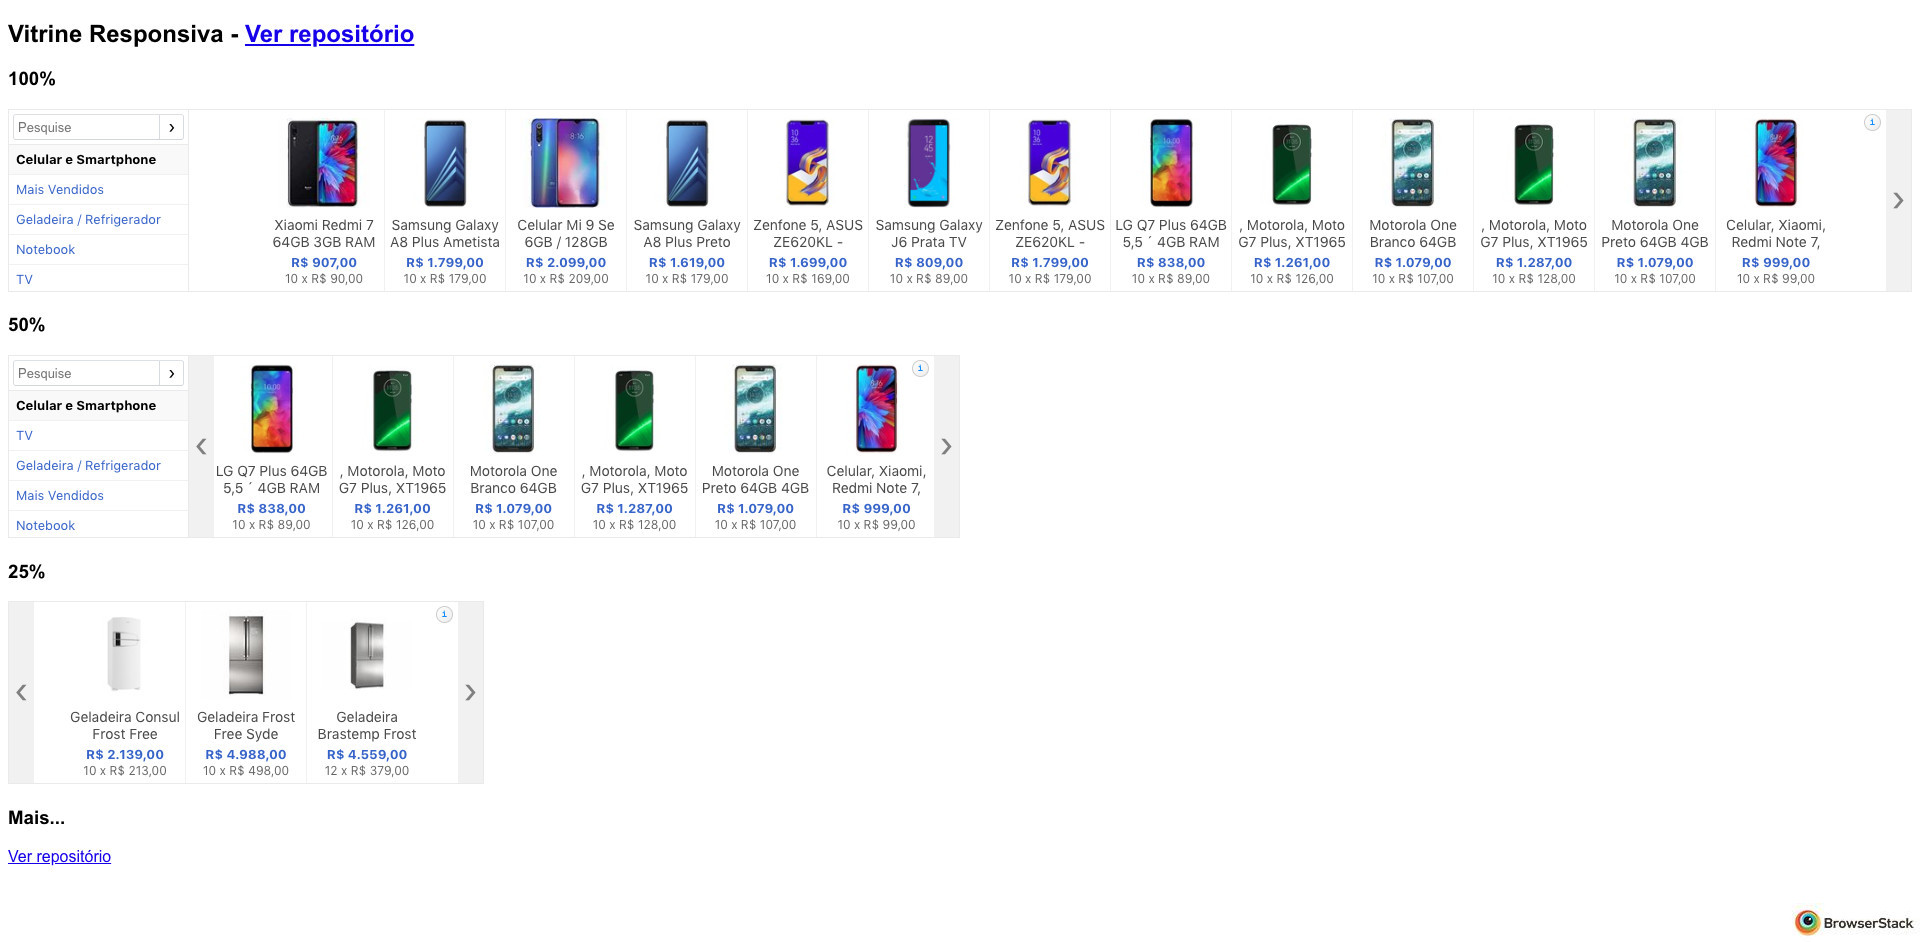 Vitrine Responsiva - Ver repositório
100%
Pesquise ›
Celular e Smartphone
Mais Vendidos
Geladeira / Refrigerador
Notebook
TV
Xiaomi Redmi 7
64GB 3GB RAM
R$ 907,00
10 x R$ 90,00
Samsung Galaxy
A8 Plus Ametista
R$ 1.799,00
10 x R$ 179,00
Celular Mi 9 Se
6GB / 128GB
R$ 2.099,00
10 x R$ 209,00
Samsung Galaxy
A8 Plus Preto
R$ 1.619,00
10 x R$ 179,00
Zenfone 5, ASUS
ZE620KL -
R$ 1.699,00
10 x R$ 169,00
Samsung Galaxy
J6 Prata TV
R$ 809,00
10 x R$ 89,00
Zenfone 5, ASUS
ZE620KL -
R$ 1.799,00
10 x R$ 179,00
LG Q7 Plus 64GB
5,5 ´ 4GB RAM
R$ 838,00
10 x R$ 89,00
, Motorola, Moto
G7 Plus, XT1965
R$ 1.261,00
10 x R$ 126,00
Motorola One
Branco 64GB
R$ 1.079,00
10 x R$ 107,00
, Motorola, Moto
G7 Plus, XT1965
R$ 1.287,00
10 x R$ 128,00
Motorola One
Preto 64GB 4GB
R$ 1.079,00
10 x R$ 107,00
Celular, Xiaomi,
Redmi Note 7,
R$ 999,00
10 x R$ 99,00
i
50%
Pesquise ›
Celular e Smartphone
TV
Geladeira / Refrigerador
Mais Vendidos
Notebook
LG Q7 Plus 64GB
5,5 ´ 4GB RAM
R$ 838,00
10 x R$ 89,00
, Motorola, Moto
G7 Plus, XT1965
R$ 1.261,00
10 x R$ 126,00
Motorola One
Branco 64GB
R$ 1.079,00
10 x R$ 107,00
, Motorola, Moto
G7 Plus, XT1965
R$ 1.287,00
10 x R$ 128,00
Motorola One
Preto 64GB 4GB
R$ 1.079,00
10 x R$ 107,00
Celular, Xiaomi,
Redmi Note 7,
R$ 999,00
10 x R$ 99,00
i
25%
Geladeira Consul
Frost Free
R$ 2.139,00
10 x R$ 213,00
Geladeira Frost
Free Syde
R$ 4.988,00
10 x R$ 498,00
Geladeira
Brastemp Frost
R$ 4.559,00
12 x R$ 379,00
i
Mais...
Ver repositório
BrowserStack